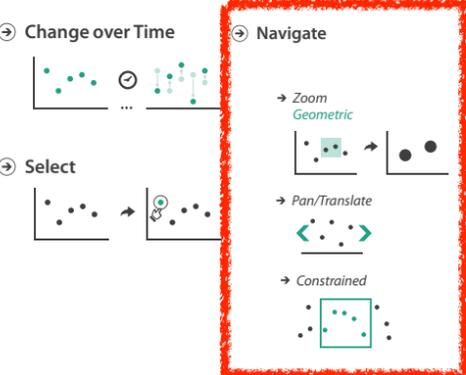 Change over Time
Select
Navigate
Zoom
Geometric
Pan/Translate
Constrained